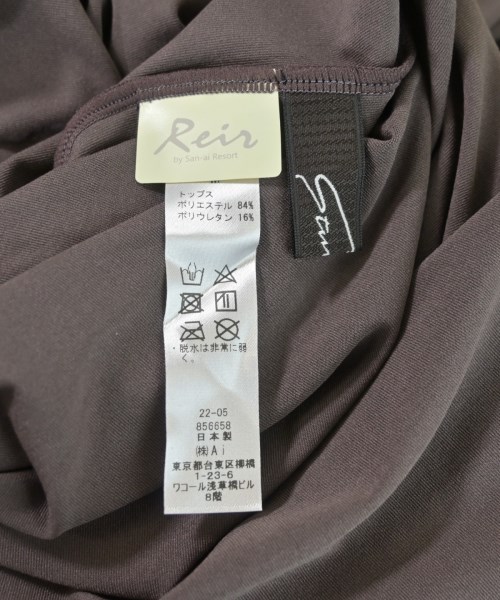 Reir
by San-ai Resort
トップス
ポリエステル 84%
ポリウレタン 16%
・脱水は非常に弱
く。
22-05
856658
日本製
㈱Ai
東京都台東区柳橋
1-23-6
ワコール浅草橋ビル
8階